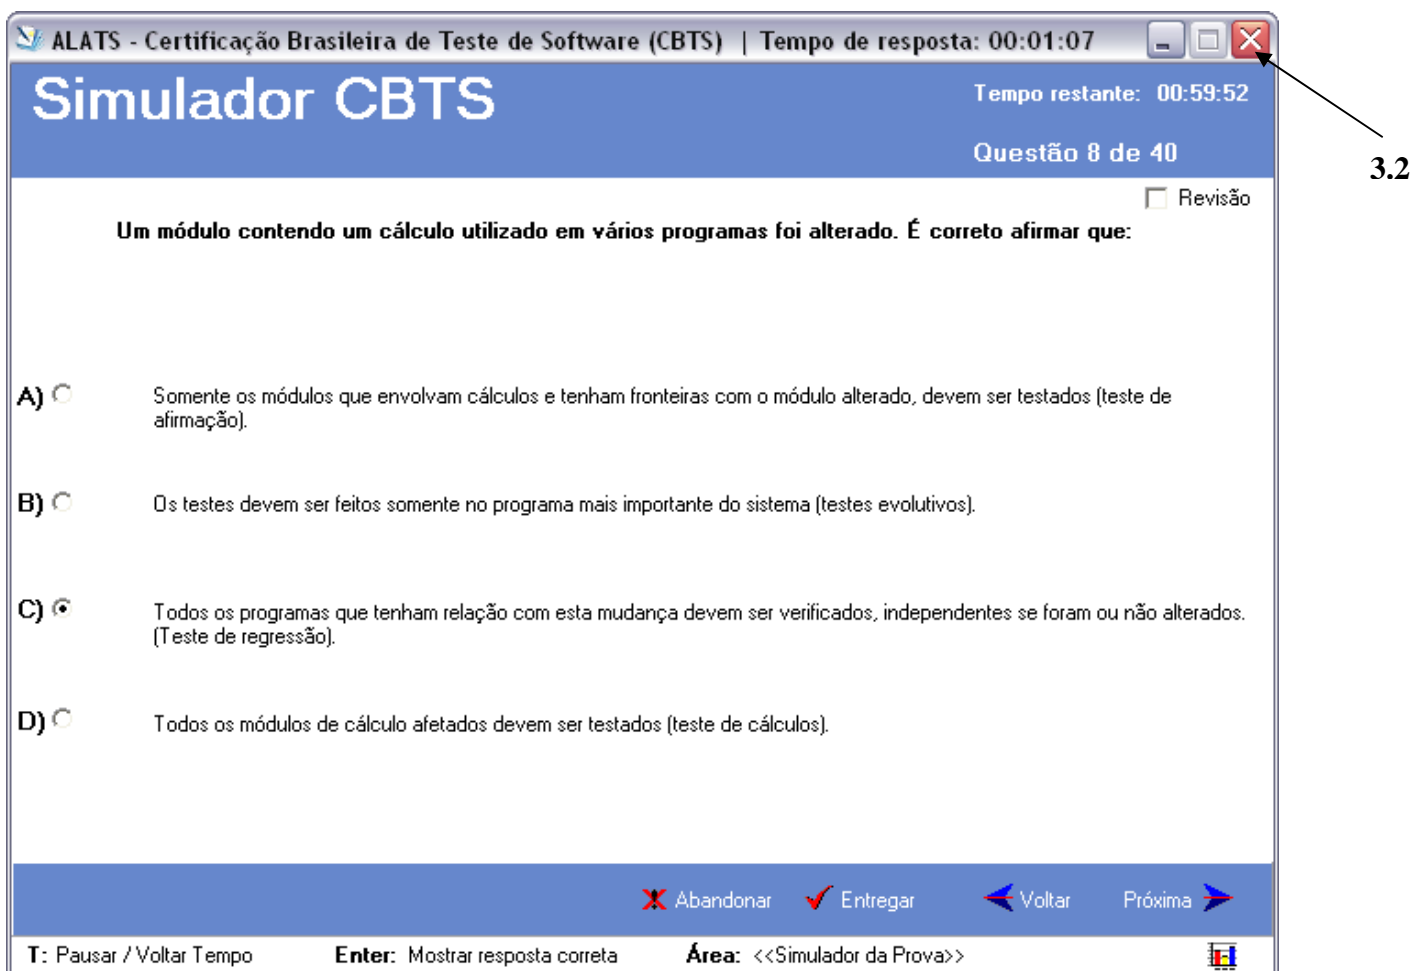 ALATS - Certificação Brasileira de Teste de Software (CBTS) | Tempo de resposta: 00:01:07
Simulador CBTS
Tempo restante: 00:59:52
Questão 8 de 40
3.2
Revisão
Um módulo contendo um cálculo utilizado em vários programas foi alterado. É correto afirmar que:
A) Somente os módulos que envolvam cálculos e tenham fronteiras com o módulo alterado, devem ser testados (teste de
afirmação).
B) Os testes devem ser feitos somente no programa mais importante do sistema (testes evolutivos).
C) Todos os programas que tenham relação com esta mudança devem ser verificados, independentes se foram ou não alterados.
(Teste de regressão).
D) Todos os módulos de cálculo afetados devem ser testados (teste de cálculos).
Abandonar Entregar Voltar Próxima
T: Pausar / Voltar Tempo Enter: Mostrar resposta correta Área: <<Simulador da Prova>>